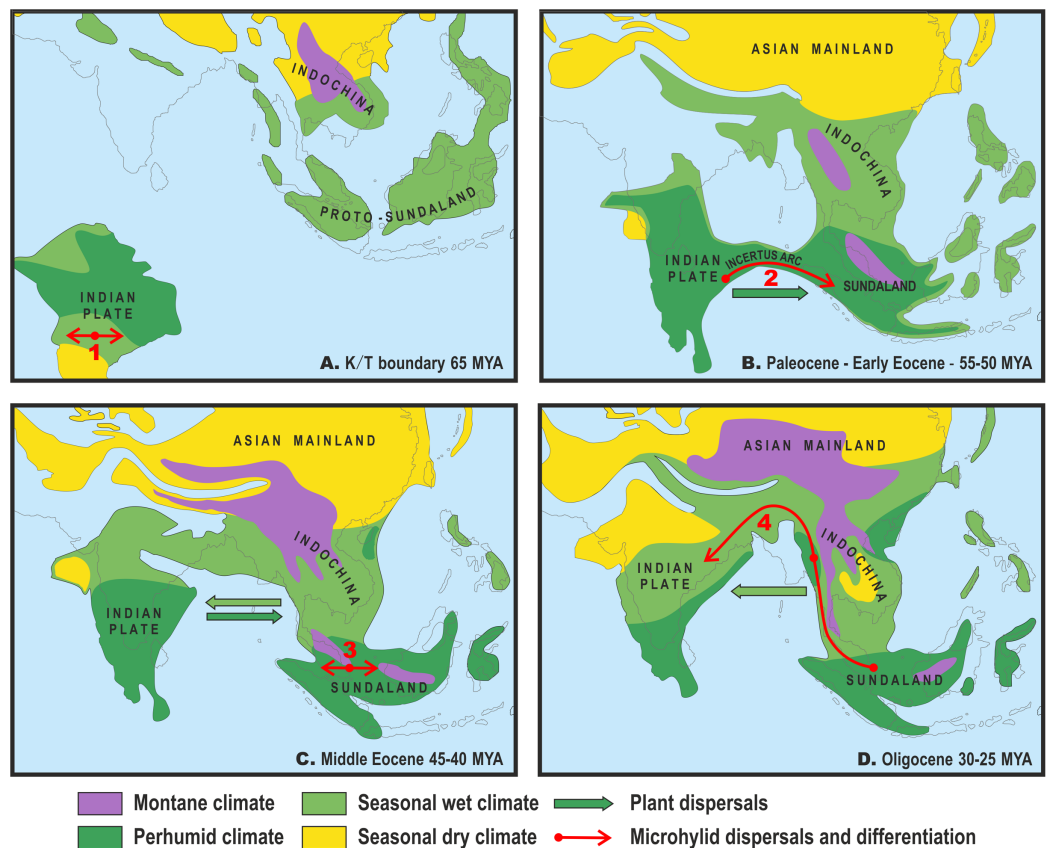 INDOCHINA
PROTO-SUNDALAND
INDIAN
PLATE
1
A. K/T boundary 65 MYA
ASIAN MAINLAND
INDOCHINA
INCERTUS ARC
INDIAN
PLATE
2
SUNDALAND
B. Paleocene - Early Eocene - 55-50 MYA
ASIAN MAINLAND
INDOCHINA
INDIAN
PLATE
3
SUNDALAND
C. Middle Eocene 45-40 MYA
ASIAN MAINLAND
4
INDOCHINA
INDIAN
PLATE
SUNDALAND
D. Oligocene 30-25 MYA
Montane climate
Seasonal wet climate
Plant dispersals
Perhumid climate
Seasonal dry climate
Microhylid dispersals and differentiation